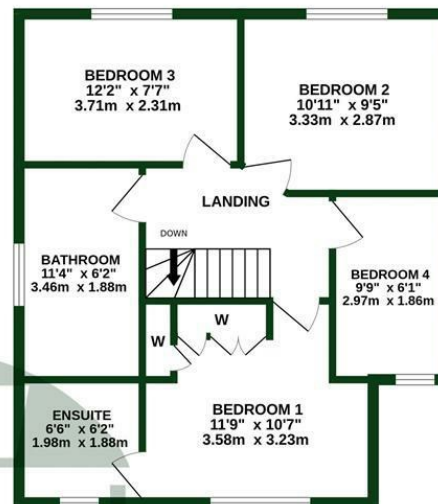 BEDROOM 3
12'2" x 7'7"
3.71m x 2.31m
BEDROOM 2
10'11" x 9'5"
3.33m x 2.87m
LANDING
DOWN
BATHROOM
11'4" x 6'2"
3.46m x 1.88m
BEDROOM 4
9'9" x 6'1"
2.97m x 1.86m
W
W
ENSUITE
6'6" x 6'2"
1.98m x 1.88m
BEDROOM 1
11'9" x 10'7"
3.58m x 3.23m